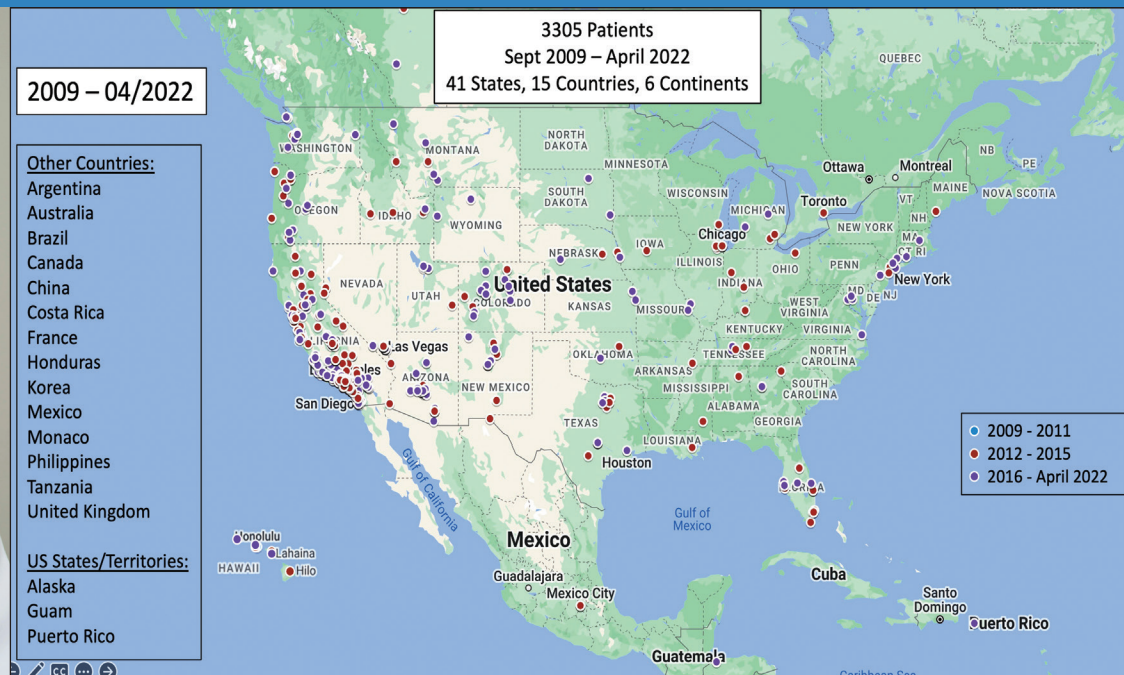 3305 Patients
Sept 2009 – April 2022
41 States, 15 Countries, 6 Continents
2009 – 04/2022
Other Countries:
Argentina
Australia
Brazil
Canada
China
Costa Rica
France
Honduras
Korea
Mexico
Monaco
Philippines
Tanzania
United Kingdom
US States/Territories:
Alaska
Guam
Puerto Rico
2009 - 2011
2012 - 2015
2016 - April 2022
QUEBEC
NORTH
DAKOTA
MONTANA
MINNESOTA
Ottawa
Montreal
NB
PE
SOUTH
DAKOTA
WISCONSIN
MICHIGAN
Toronto
VT
MAINE
NOVA SCOTIA
IDAHO
WYOMING
NH
NEW YORK
MA
CT RI
Chicago
IOWA
ILLINOIS
OHIO
PENN
New York
NEVADA
UTAH
United States
COLORADO
KANSAS
INDIANA
WEST
VIRGINIA
MD
DE
NJ
KENTUCKY
VIRGINIA
Las Vegas
OKLAHOMA
TENNESSEE
NORTH
CAROLINA
ARIZONA
NEW MEXICO
ARKANSAS
MISSISSIPPI
SOUTH
CAROLINA
San Diego
ALABAMA
GEORGIA
TEXAS
LOUISIANA
Houston
Gulf of
California
Gulf of
Mexico
Mexico
Honolulu
Lahaina
HAWAII
Hilo
Guadalajara
Mexico City
Cuba
Santo
Domingo
Puerto Rico
Guatemala
Caribbean Sea
CC